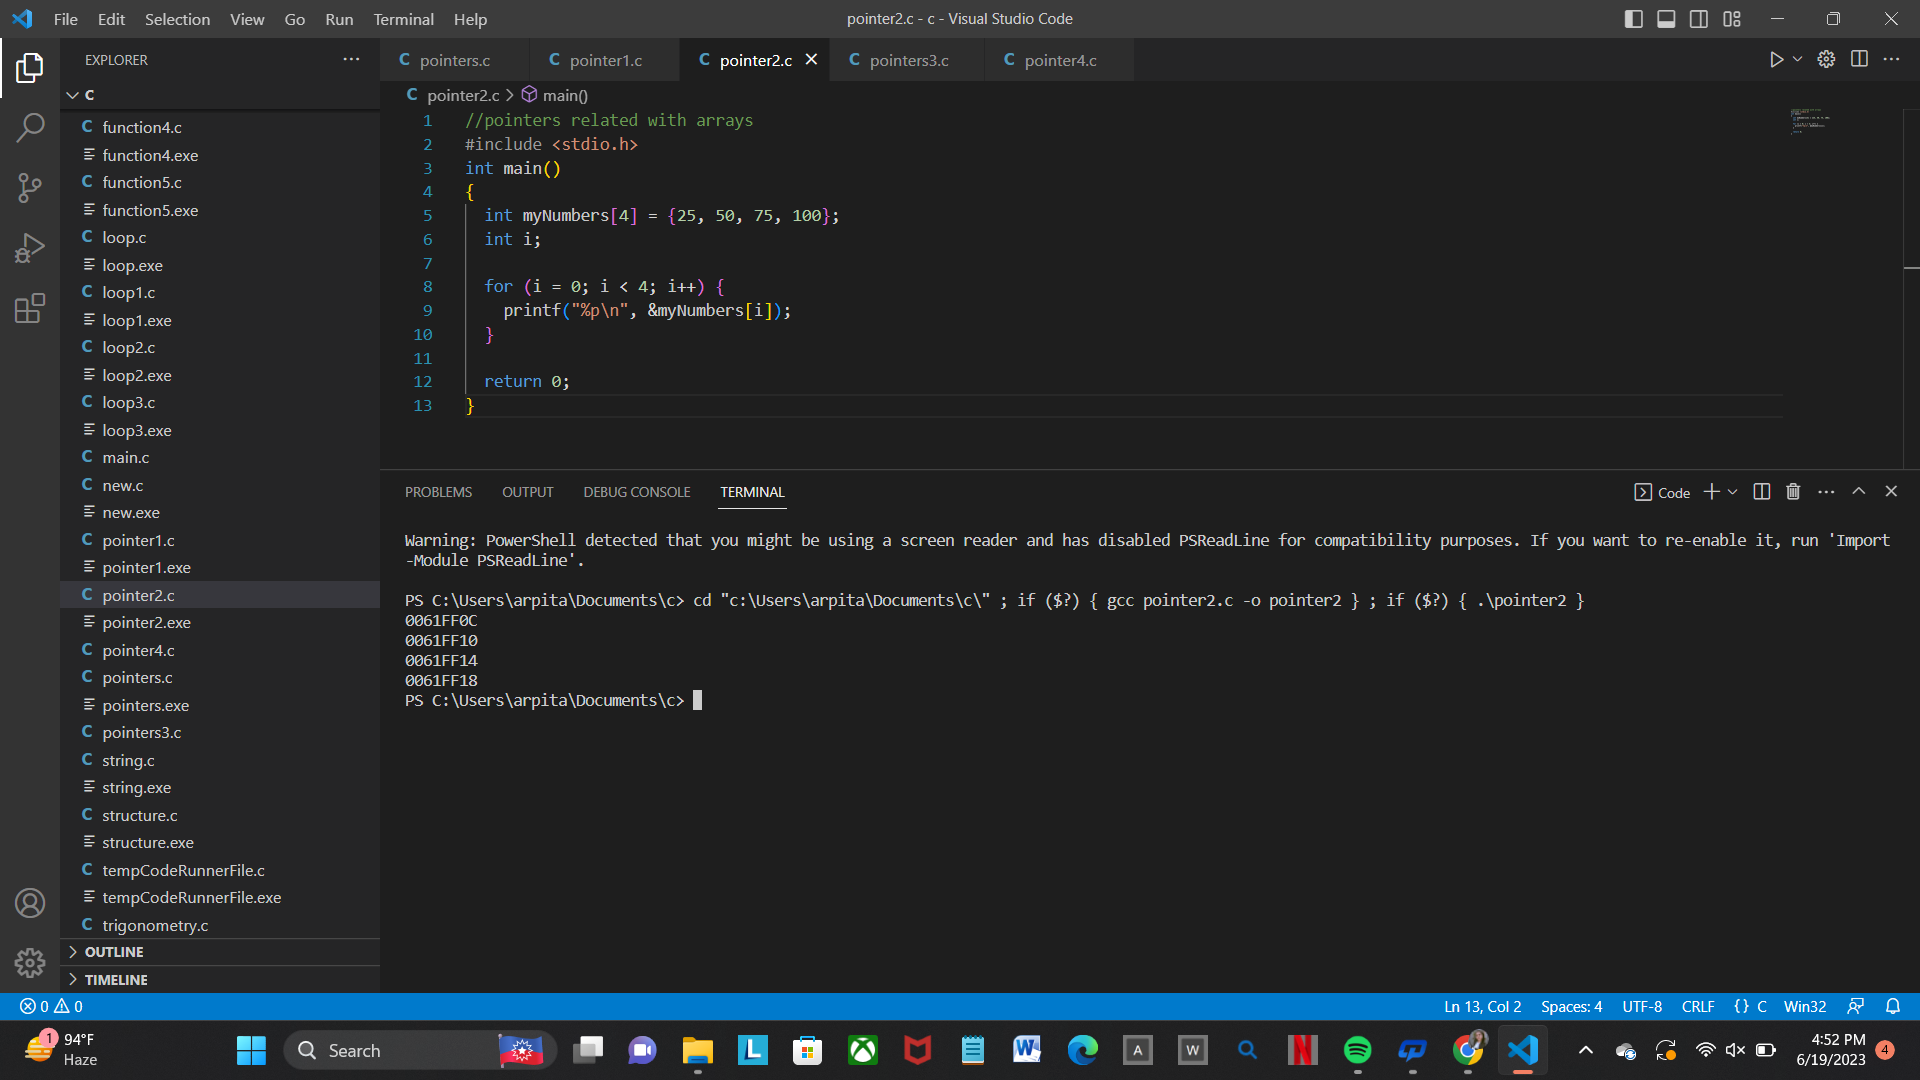 File Edit Selection View Go Run Terminal Help
pointer2.c - c - Visual Studio Code
EXPLORER
C
function4.c
function4.exe
function5.c
function5.exe
loop.c
loop.exe
loop1.c
loop1.exe
loop2.c
loop2.exe
loop3.c
loop3.exe
main.c
new.c
new.exe
pointer1.c
pointer1.exe
pointer2.c
pointer2.exe
pointer4.c
pointers.c
pointers.exe
pointers3.c
string.c
string.exe
structure.c
structure.exe
tempCodeRunnerFile.c
tempCodeRunnerFile.exe
trigonometry.c
OUTLINE
TIMELINE
C pointers.c C pointer1.c C pointer2.c C pointers3.c C pointer4.c
C pointer2.c > main()
1 //pointers related with arrays
2 #include <stdio.h>
3 int main()
4 {
5 int myNumbers[4] = {25, 50, 75, 100};
6 int i;
7
8 for (i = 0; i < 4; i++) {
9 printf("%p\n", &myNumbers[i]);
10 }
11
12 return 0;
13 }
PROBLEMS OUTPUT DEBUG CONSOLE TERMINAL
Code
Warning: PowerShell detected that you might be using a screen reader and has disabled PSReadLine for compatibility purposes. If you want to re-enable it, run 'Import
-Module PSReadLine'.
PS C:\Users\arpita\Documents\c> cd "c:\Users\arpita\Documents\c\" ; if ($?) { gcc pointer2.c -o pointer2 } ; if ($?) { .\pointer2 }
0061FF0C
0061FF10
0061FF14
0061FF18
PS C:\Users\arpita\Documents\c>
0 0
Ln 13, Col 2 Spaces: 4 UTF-8 CRLF {} C Win32
1 94°F
Haze
Search
L
A
W
4:52 PM
6/19/2023
4